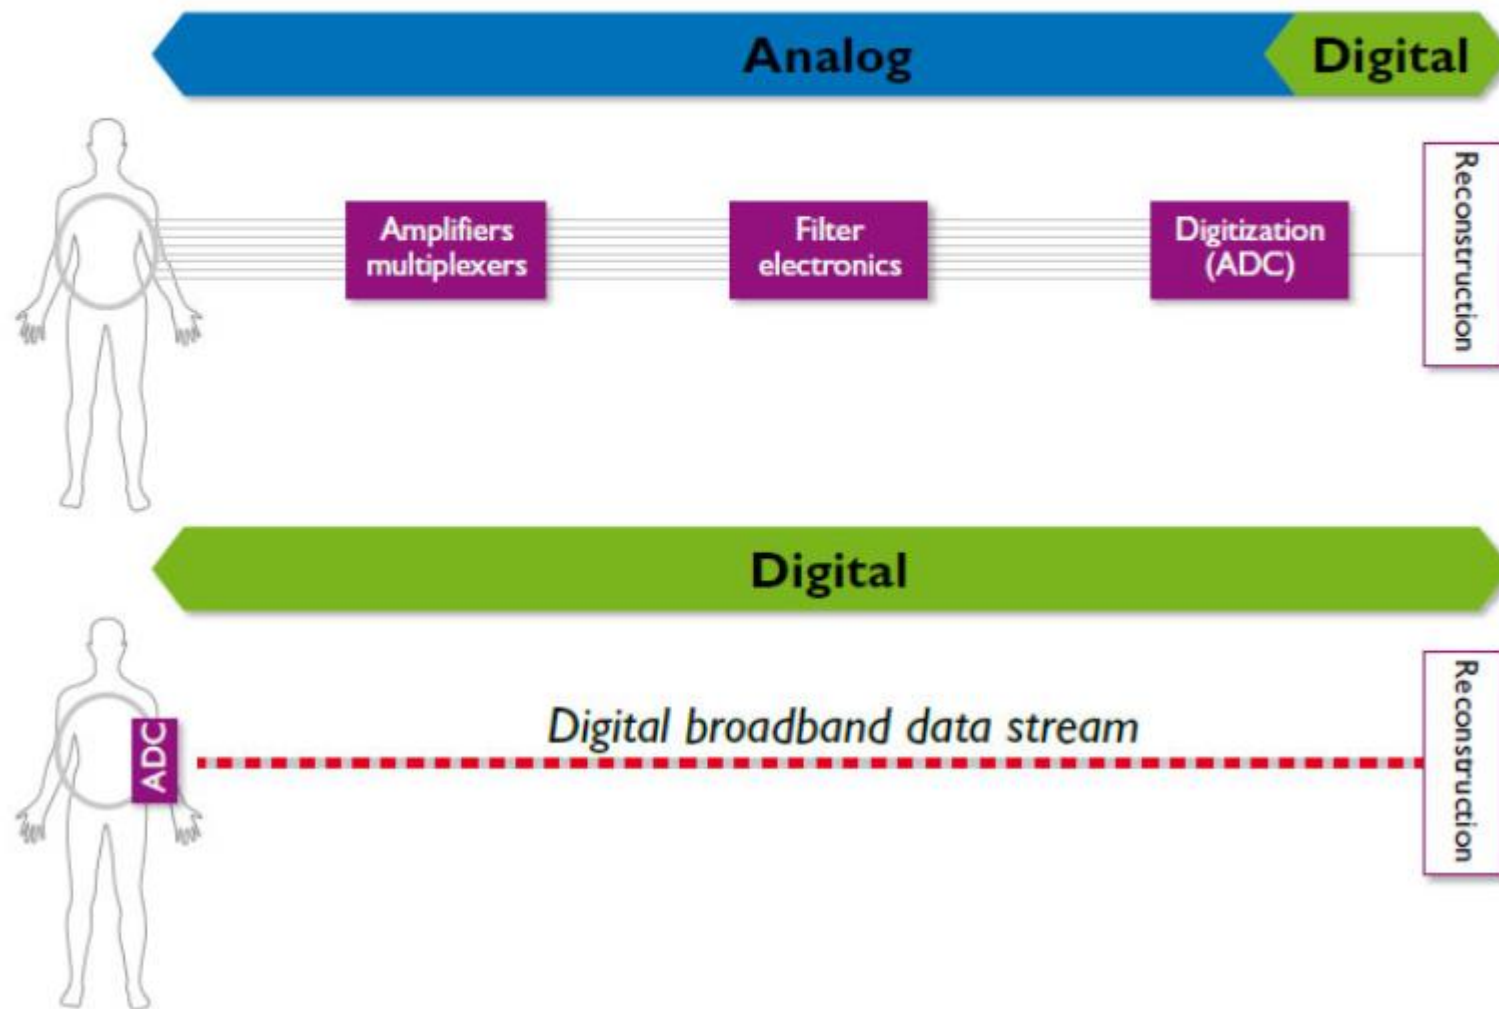 Analog
Digital
Amplifiers
multiplexers
Filter
electronics
Digitization
(ADC)
Reconstruction
Digital
ADC
Digital broadband data stream
Reconstruction